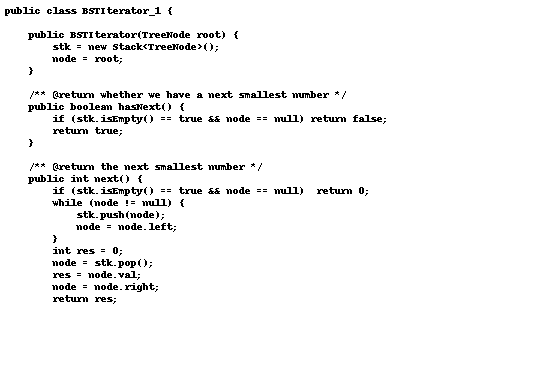 public class BSTIterator_1 {
public BSTIterator(TreeNode root) {
stk = new Stack<TreeNode>();
node = root;
}
/** @return whether we have a next smallest number */
public boolean hasNext() {
if (stk.isEmpty() == true && node == null) return false;
return true;
}
/** @return the next smallest number */
public int next() {
if (stk.isEmpty() == true && node == null)  return 0;
while (node != null) {
stk.push(node);
node = node.left;
}
int res = 0;
node = stk.pop();
res = node.val;
node = node.right;
return res;